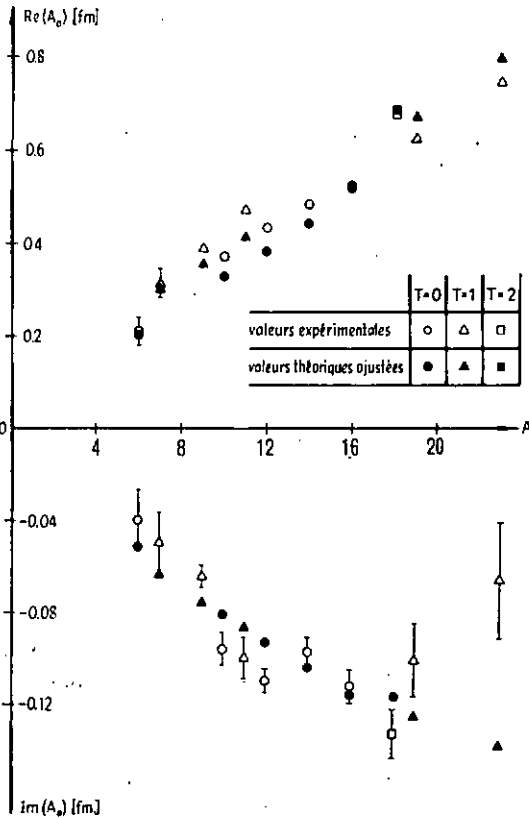 Re(A₀) [fm]
0.8
0.6
0.4
0.2
T=0 T=1 T=2
valeurs expérimentales
valeurs théoriques ajustées
0 4 8 12 16 20 A
-0.04
-0.08
-0.12
Im(A₀) [fm]